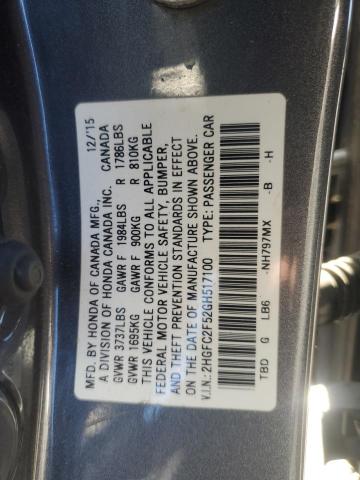 MFD. BY HONDA OF CANADA MFG., 12/'15
A DIVISION OF HONDA CANADA INC. CANADA
GVWR 3737LBS GAWR F 1984LBS R 1786LBS
GVWR 1695KG GAWR F 900KG R 810KG
THIS VEHICLE CONFORMS TO ALL APPLICABLE
FEDERAL MOTOR VEHICLE SAFETY, BUMPER,
AND THEFT PREVENTION STANDARDS IN EFFECT
ON THE DATE OF MANUFACTURE SHOWN ABOVE.
V.I.N.: 2HGFC2F52GH517100 TYPE: PASSENGER CAR
TBD G LB6 -NH797MX -B -H